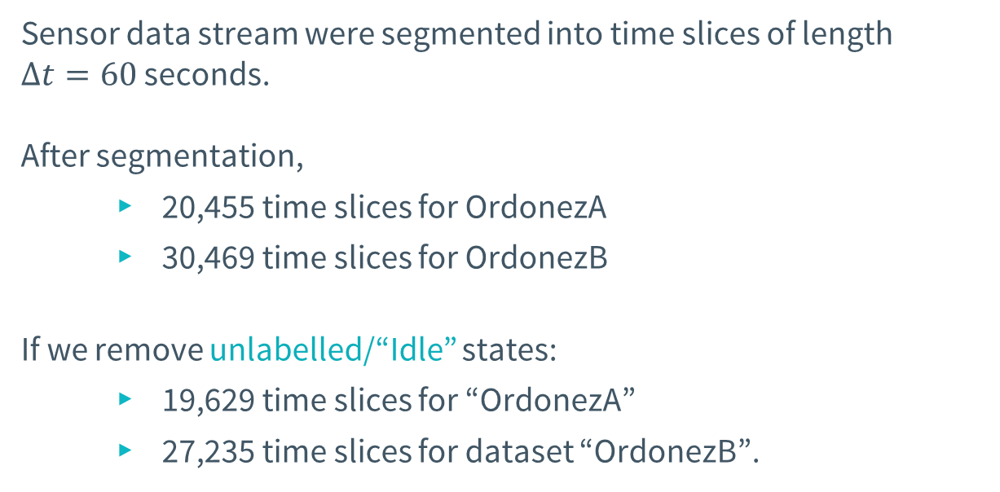 Sensor data stream were segmented into time slices of length
Δt = 60 seconds.
After segmentation,
▸ 20,455 time slices for OrdonezA
▸ 30,469 time slices for OrdonezB
If we remove unlabelled/“Idle” states:
▸ 19,629 time slices for “OrdonezA”
▸ 27,235 time slices for dataset “OrdonezB”.